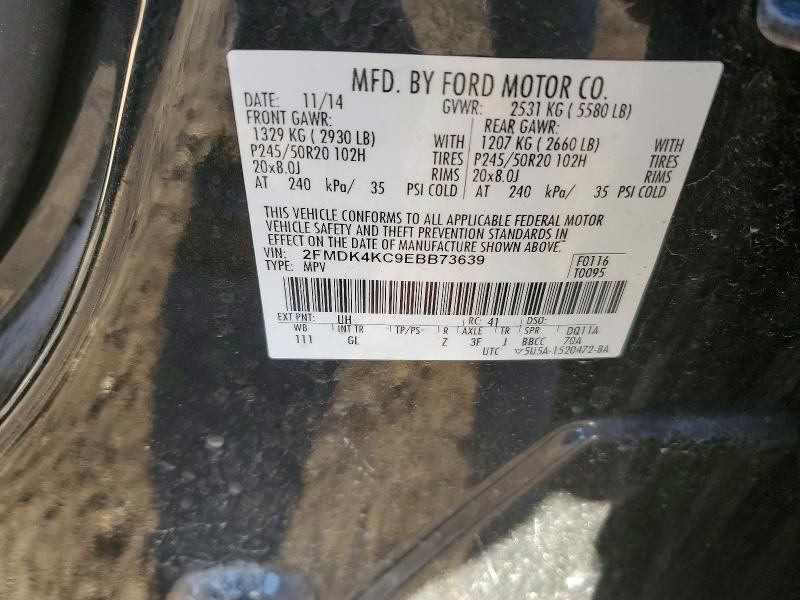 MFD. BY FORD MOTOR CO.
DATE: 11/14 GVWR: 2531 KG ( 5580 LB)
FRONT GAWR: REAR GAWR:
1329 KG ( 2930 LB) WITH 1207 KG ( 2660 LB) WITH
P245/50R20 102H TIRES P245/50R20 102H TIRES
20x8.0J RIMS 20x8.0J RIMS
AT 240 kPa/ 35 PSI COLD AT 240 kPa/ 35 PSI COLD
THIS VEHICLE CONFORMS TO ALL APPLICABLE FEDERAL MOTOR
VEHICLE SAFETY AND THEFT PREVENTION STANDARDS IN
EFFECT ON THE DATE OF MANUFACTURE SHOWN ABOVE.
VIN: 2FMDK4KC9EBB73639 F0116
TYPE: MPV T0095
EXT PNT: UH RC: 41 DSO:
WB INT TR TP/PS R AXLE TR SPR DQ11A
111 GL Z 3F J BBCC 70A
UTC ▽5U5A-1520472-BA